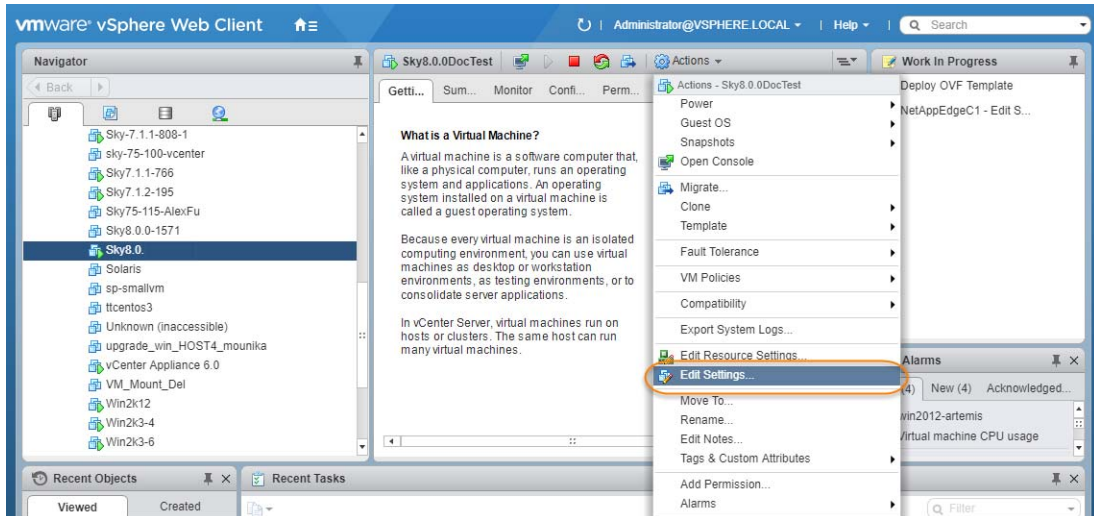 vmware® vSphere Web Client
Administrator@VSPHERE.LOCAL
Help
Search
Navigator
Back
Sky-7.1.1-808-1
sky-75-100-vcenter
Sky7.1.1-766
Sky7.1.2-195
Sky75-115-AlexFu
Sky8.0.0-1571
Sky8.0.
Solaris
sp-smallvm
ttcentos3
Unknown (inaccessible)
upgrade_win_HOST4_mounika
vCenter Appliance 6.0
VM_Mount_Del
Win2k12
Win2k3-4
Win2k3-6
Sky8.0.0DocTest
Actions
Getti... Sum... Monitor Confi... Perm...
What is a Virtual Machine?
A virtual machine is a software computer that,
like a physical computer, runs an operating
system and applications. An operating
system installed on a virtual machine is
called a guest operating system.
Because every virtual machine is an isolated
computing environment, you can use virtual
machines as desktop or workstation
environments, as testing environments, or to
consolidate server applications.
In vCenter Server, virtual machines run on
hosts or clusters. The same host can run
many virtual machines.
Actions - Sky8.0.0DocTest
Power
Guest OS
Snapshots
Open Console
Migrate...
Clone
Template
Fault Tolerance
VM Policies
Compatibility
Export System Logs...
Edit Resource Settings...
Edit Settings...
Move To...
Rename...
Edit Notes...
Tags & Custom Attributes
Add Permission...
Alarms
Work In Progress
Deploy OVF Template
NetAppEdgeC1 - Edit S...
Alarms
(4) New (4) Acknowledged...
win2012-artemis
Virtual machine CPU usage
Recent Objects
Viewed Created
Recent Tasks
Filter